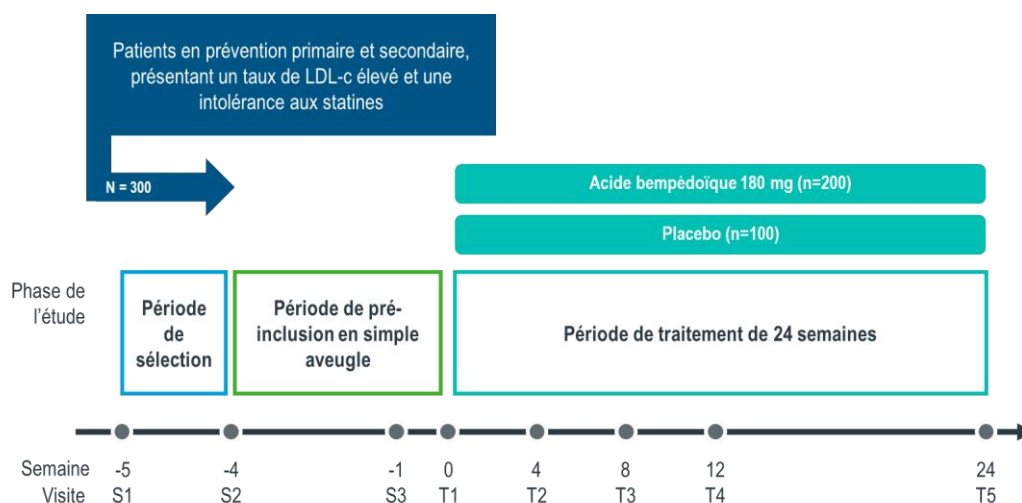 Patients en prévention primaire et secondaire,
présentant un taux de LDL-c élevé et une
intolérance aux statines
N = 300
Acide bempédoïque 180 mg (n=200)
Placebo (n=100)
Phase de
l'étude
Période
de
sélection
Période de pré-
inclusion en simple
aveugle
Période de traitement de 24 semaines
Semaine -5 -4 -1 0 4 8 12 24
Visite S1 S2 S3 T1 T2 T3 T4 T5